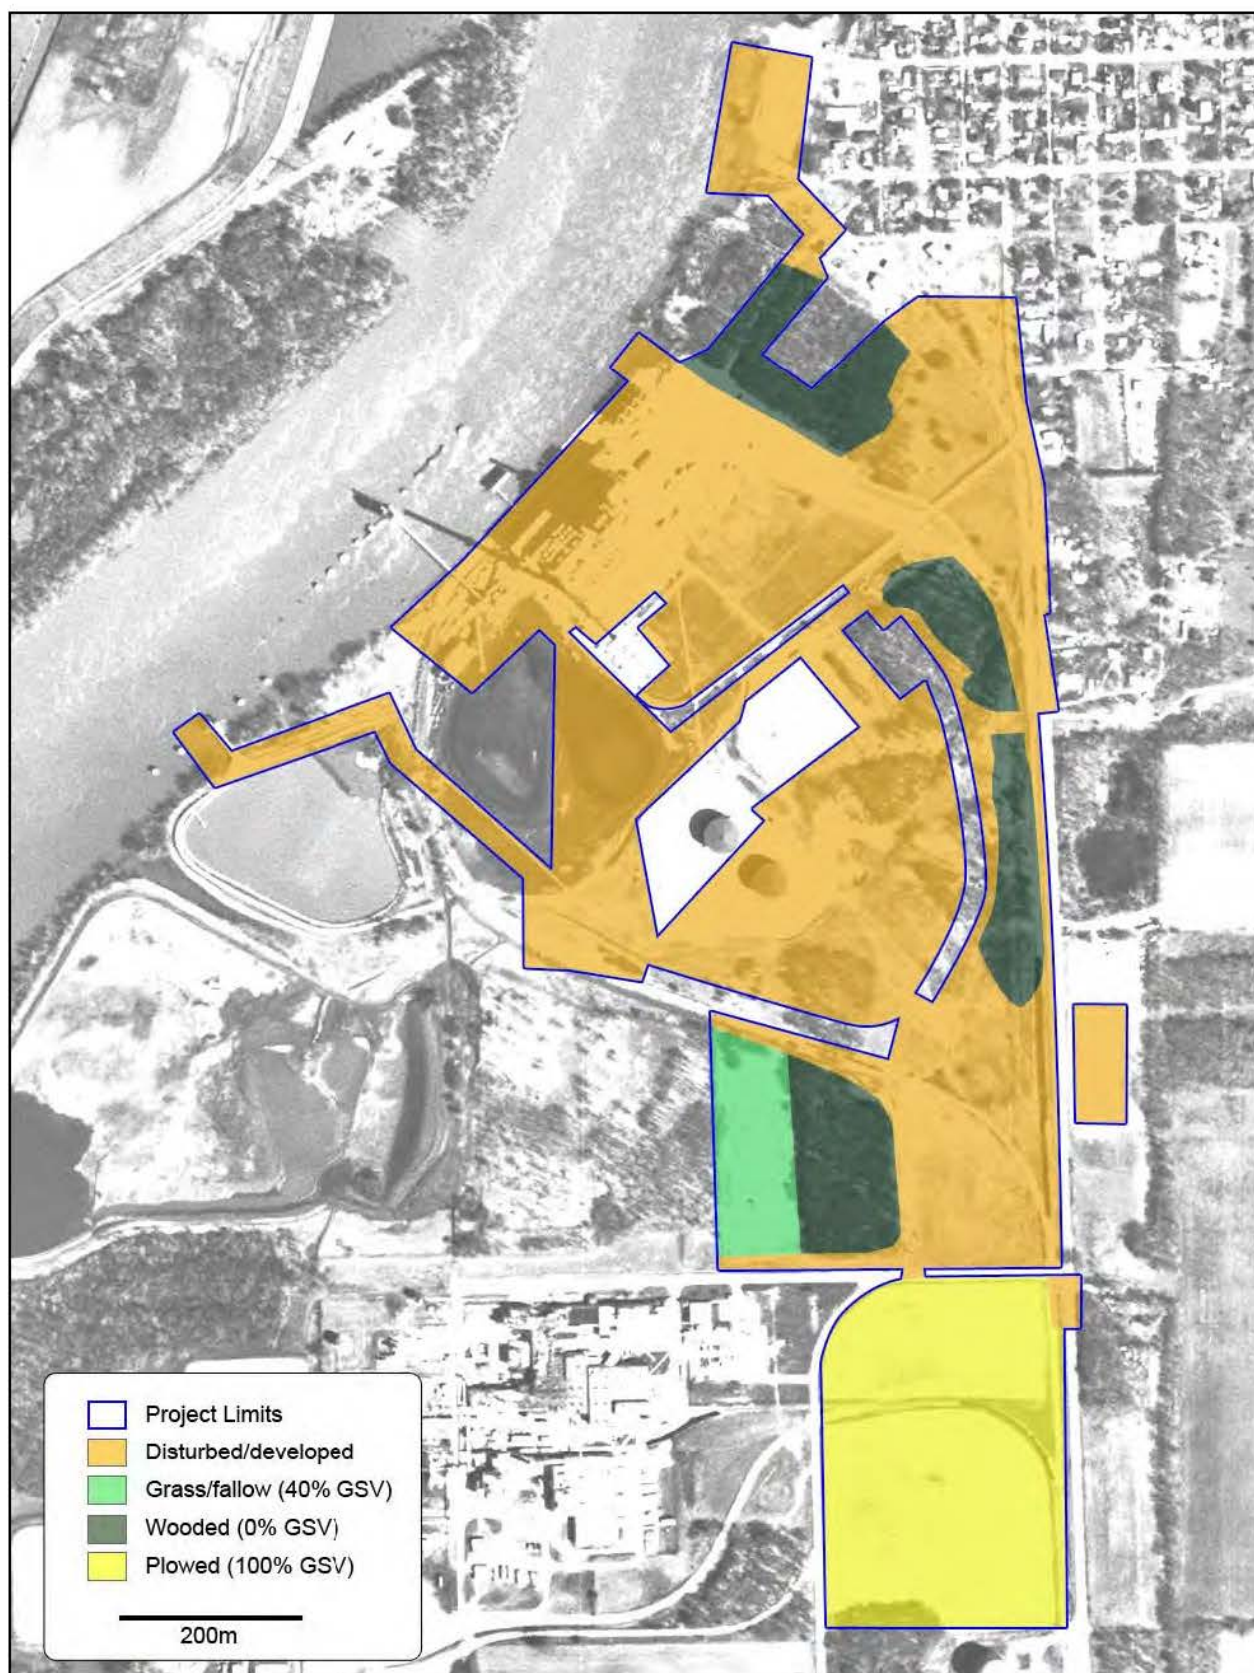 Project Limits
Disturbed/developed
Grass/fallow (40% GSV)
Wooded (0% GSV)
Plowed (100% GSV)
200m